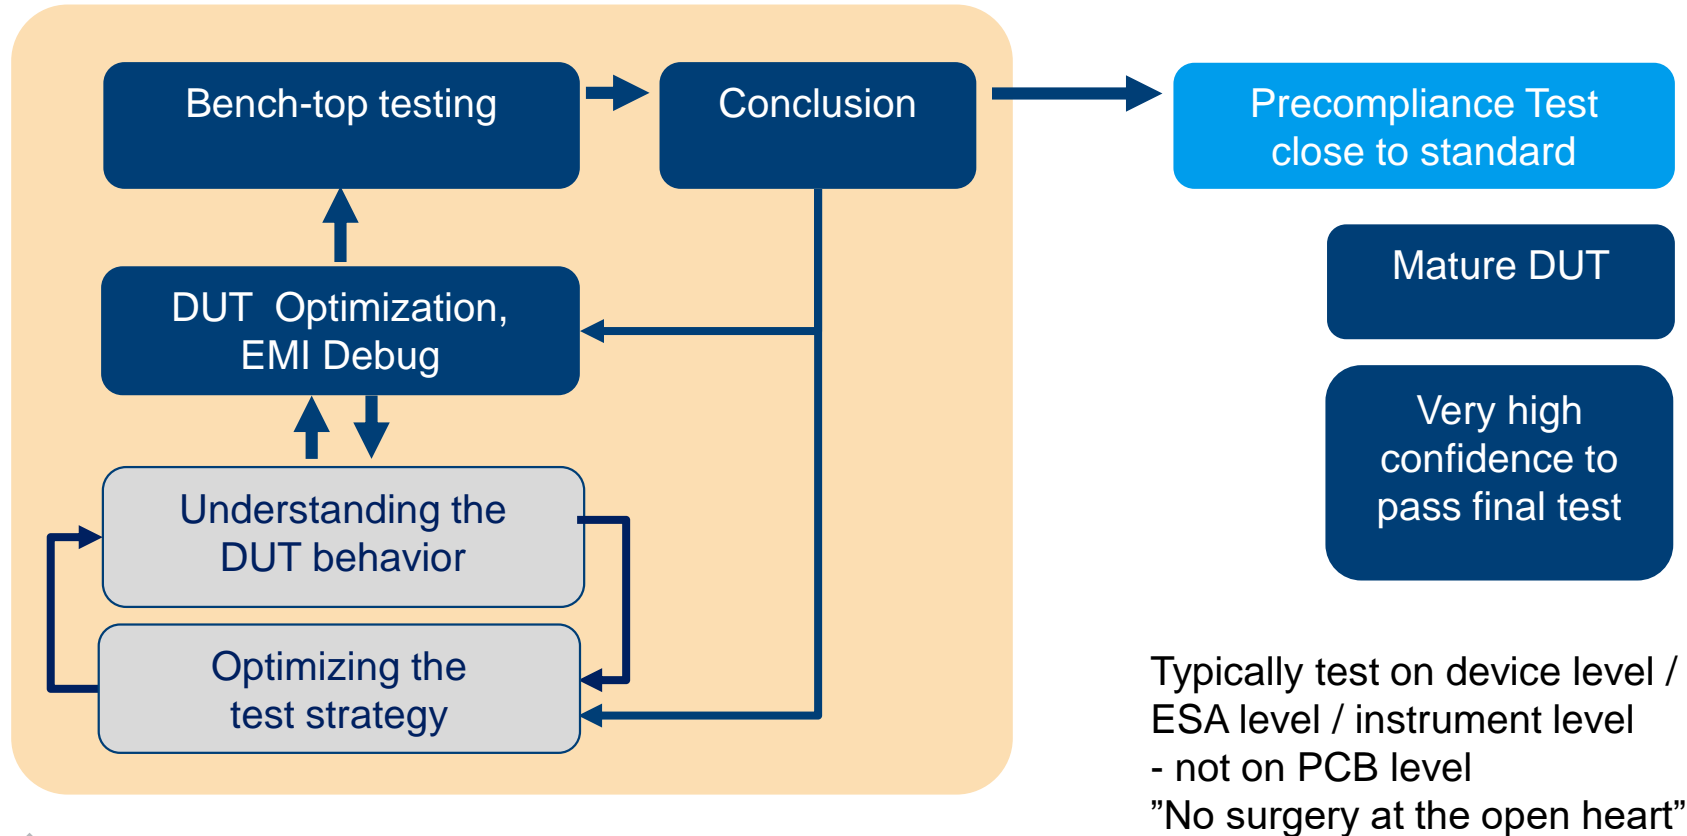 Bench-top testing
Conclusion
Precompliance Test
close to standard
DUT  Optimization,
EMI Debug
Mature DUT
Very high
confidence to
pass final test
Understanding the
DUT behavior
Optimizing the
test strategy
Typically test on device level /
ESA level / instrument level
- not on PCB level
”No surgery at the open heart”